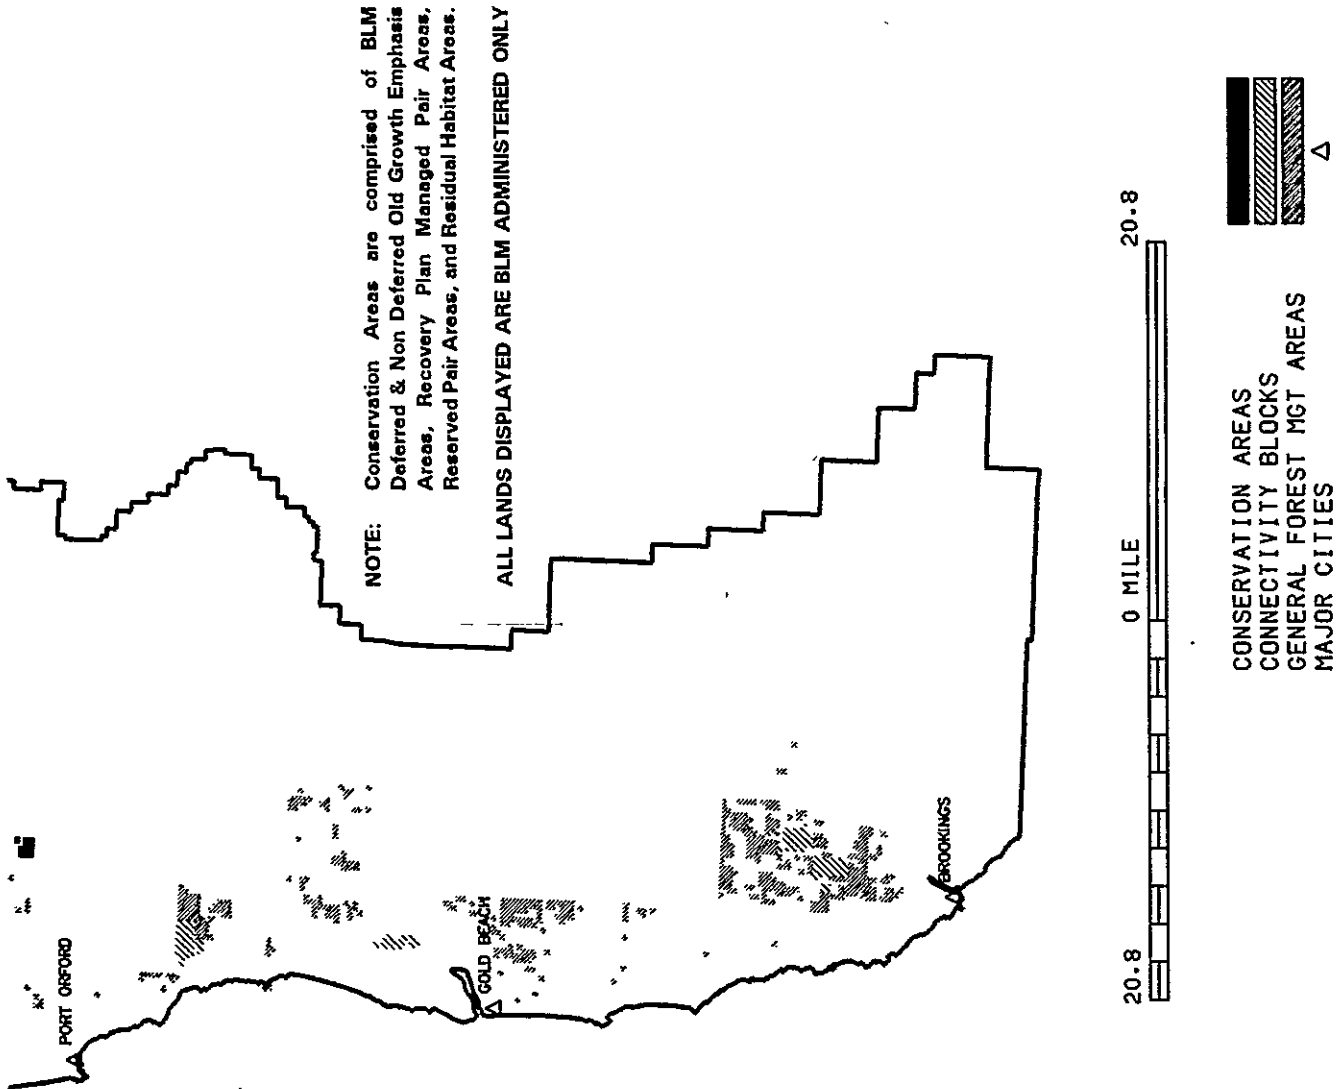 PORT ORFORD
GOLD BEACH
BROOKINGS
NOTE: Conservation Areas are comprised of BLM
Deferred & Non Deferred Old Growth Emphasis
Areas, Recovery Plan Managed Pair Areas,
Reserved Pair Areas, and Residual Habitat Areas.
ALL LANDS DISPLAYED ARE BLM ADMINISTERED ONLY
20.8 0 MILE 20.8
CONSERVATION AREAS
CONNECTIVITY BLOCKS
GENERAL FOREST MGT AREAS
MAJOR CITIES